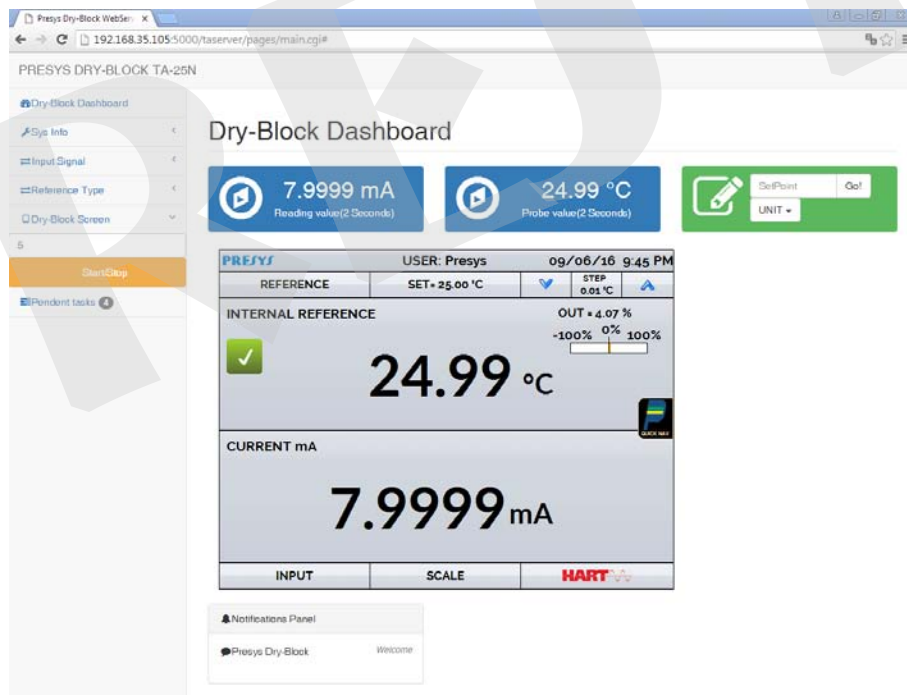 Presys Dry-Block WebSer
192.168.35.105:5000/taserver/pages/main.cgi#
PRESYS DRY-BLOCK TA-25N
Dry-Block Dashboard
Sys Info
Input Signal
Reference Type
Dry-Block Screen
5
Start/Stop
Pendent tasks 4
Dry-Block Dashboard
7.9999 mA
Reading value(2 Seconds)
24.99 °C
Probe value(2 Seconds)
SetPoint Go!
UNIT
PRESYS USER: Presys 09/06/16 9:45 PM
REFERENCE SET= 25.00 °C STEP
0.01 °C
INTERNAL REFERENCE OUT = 4.07 %
-100% 0% 100%
24.99 °C
QUICK NAV
CURRENT mA
7.9999 mA
INPUT SCALE HART
Notifications Panel
Presys Dry-Block Welcome